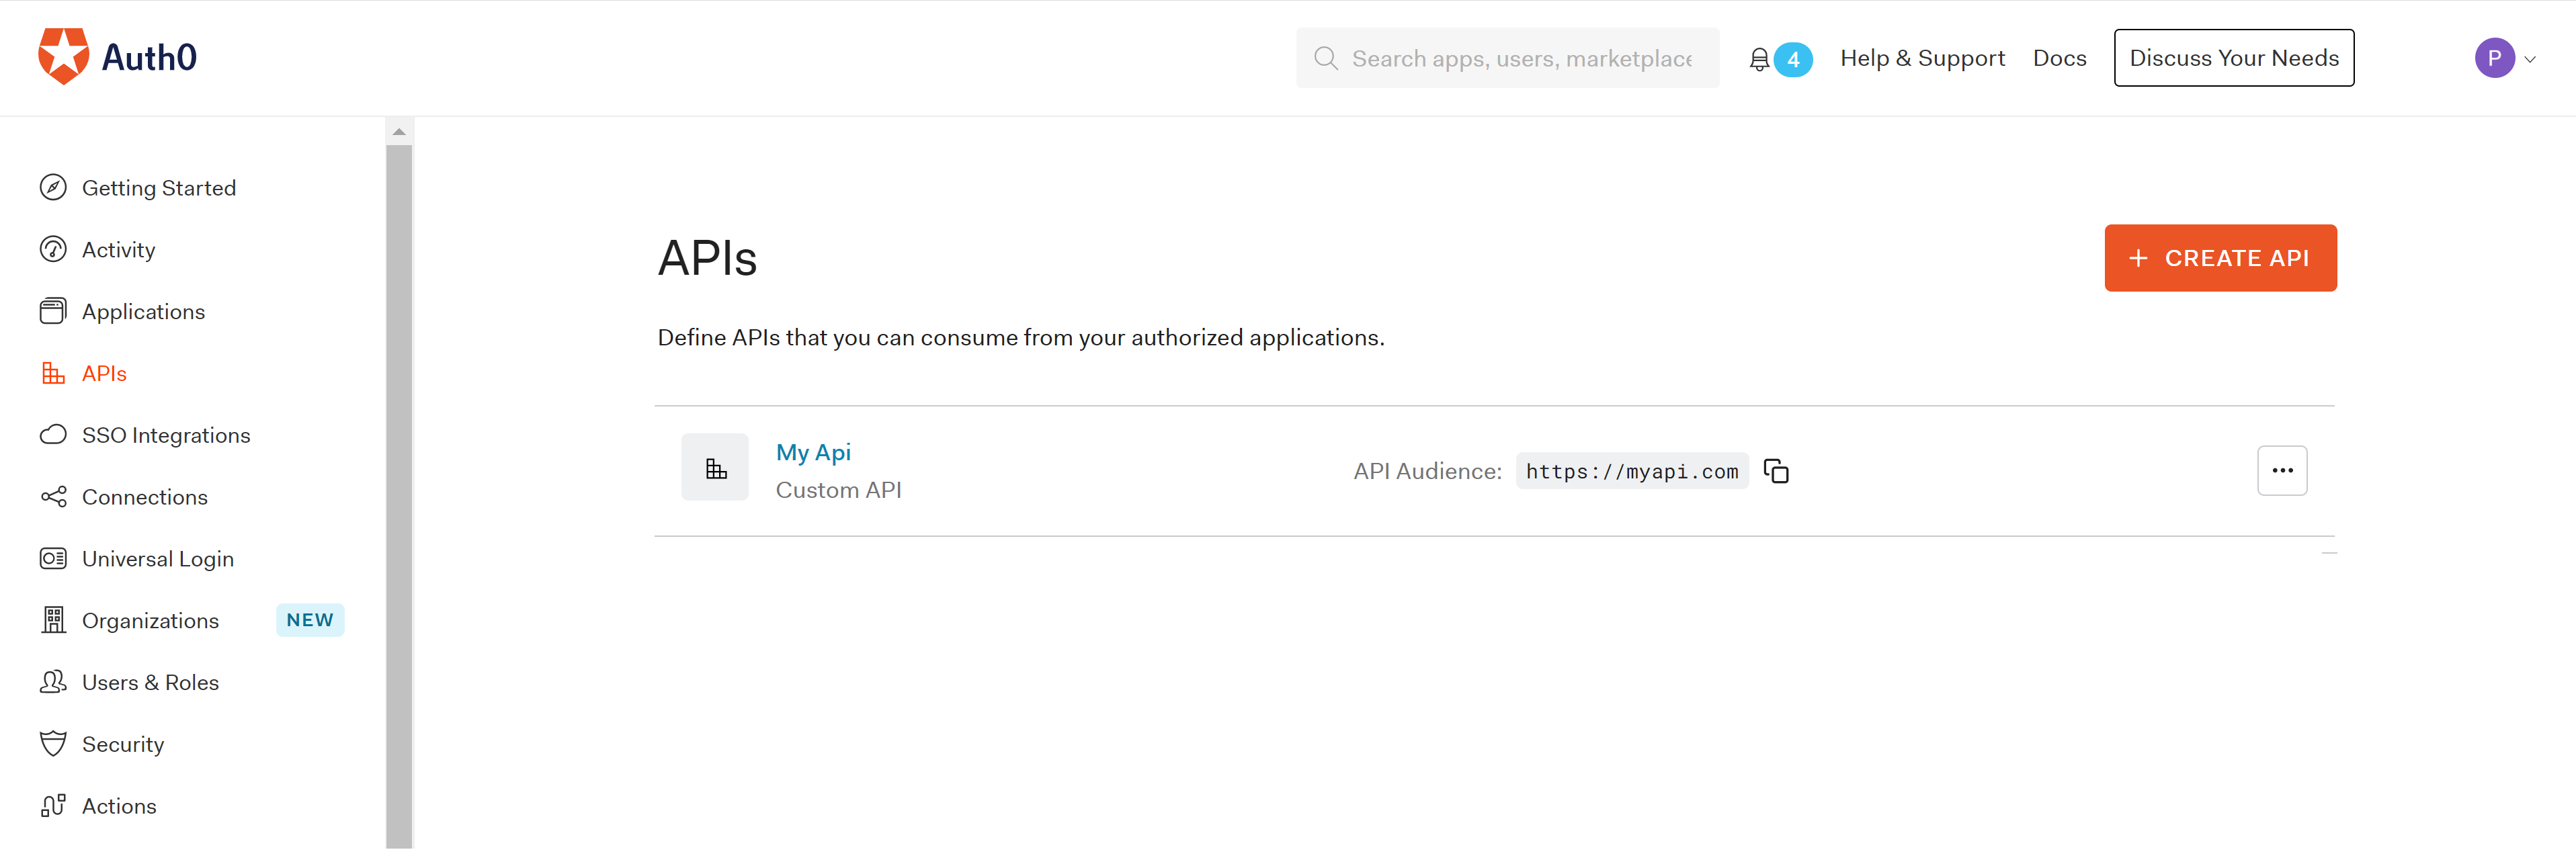 Auth0
Search apps, users, marketplace
4
Help & Support
Docs
Discuss Your Needs
P
Getting Started
Activity
Applications
APIs
SSO Integrations
Connections
Universal Login
Organizations
NEW
Users & Roles
Security
Actions
APIs
+ CREATE API
Define APIs that you can consume from your authorized applications.
My Api
Custom API
API Audience: https://myapi.com